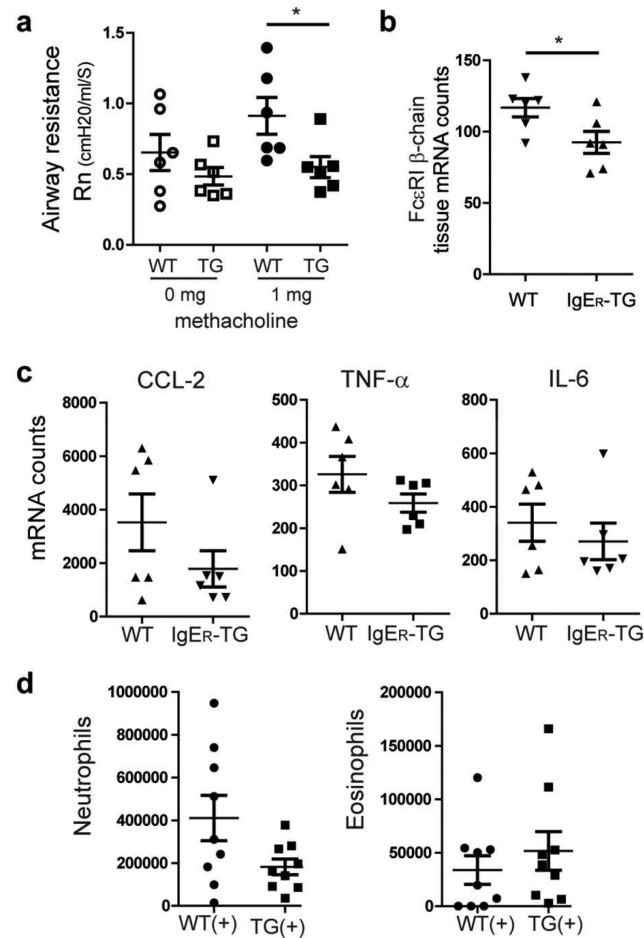 a
Airway resistance
Rn (cmH20/ml/S)
1.5
1.0
0.5
0.0
*
WT TG WT TG
0 mg 1 mg
methacholine
b
FcεRI β-chain
tissue mRNA counts
150
100
50
0
*
WT IgER-TG
c
mRNA counts
CCL-2
8000
6000
4000
2000
0
WT IgER-TG
TNF-α
400
300
200
100
0
WT IgER-TG
IL-6
800
600
400
200
0
WT IgER-TG
d
Neutrophils
1000000
800000
600000
400000
200000
0
WT(+) TG(+)
Eosinophils
200000
150000
100000
50000
0
WT(+) TG(+)